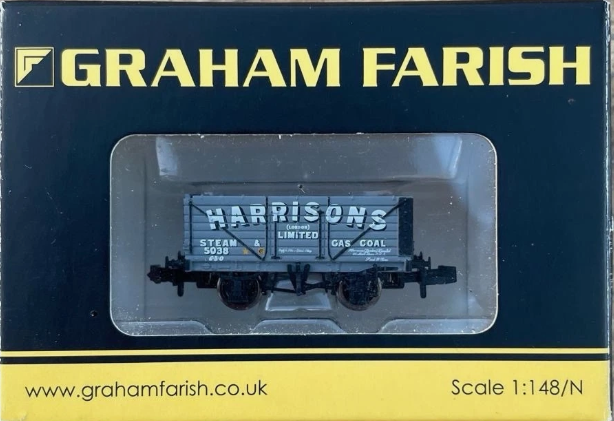 GRAHAM FARISH
HARRISONS
(LONDON)
LIMITED
STEAM & GAS COAL
5038
www.grahamfarish.co.uk
Scale 1:148/N